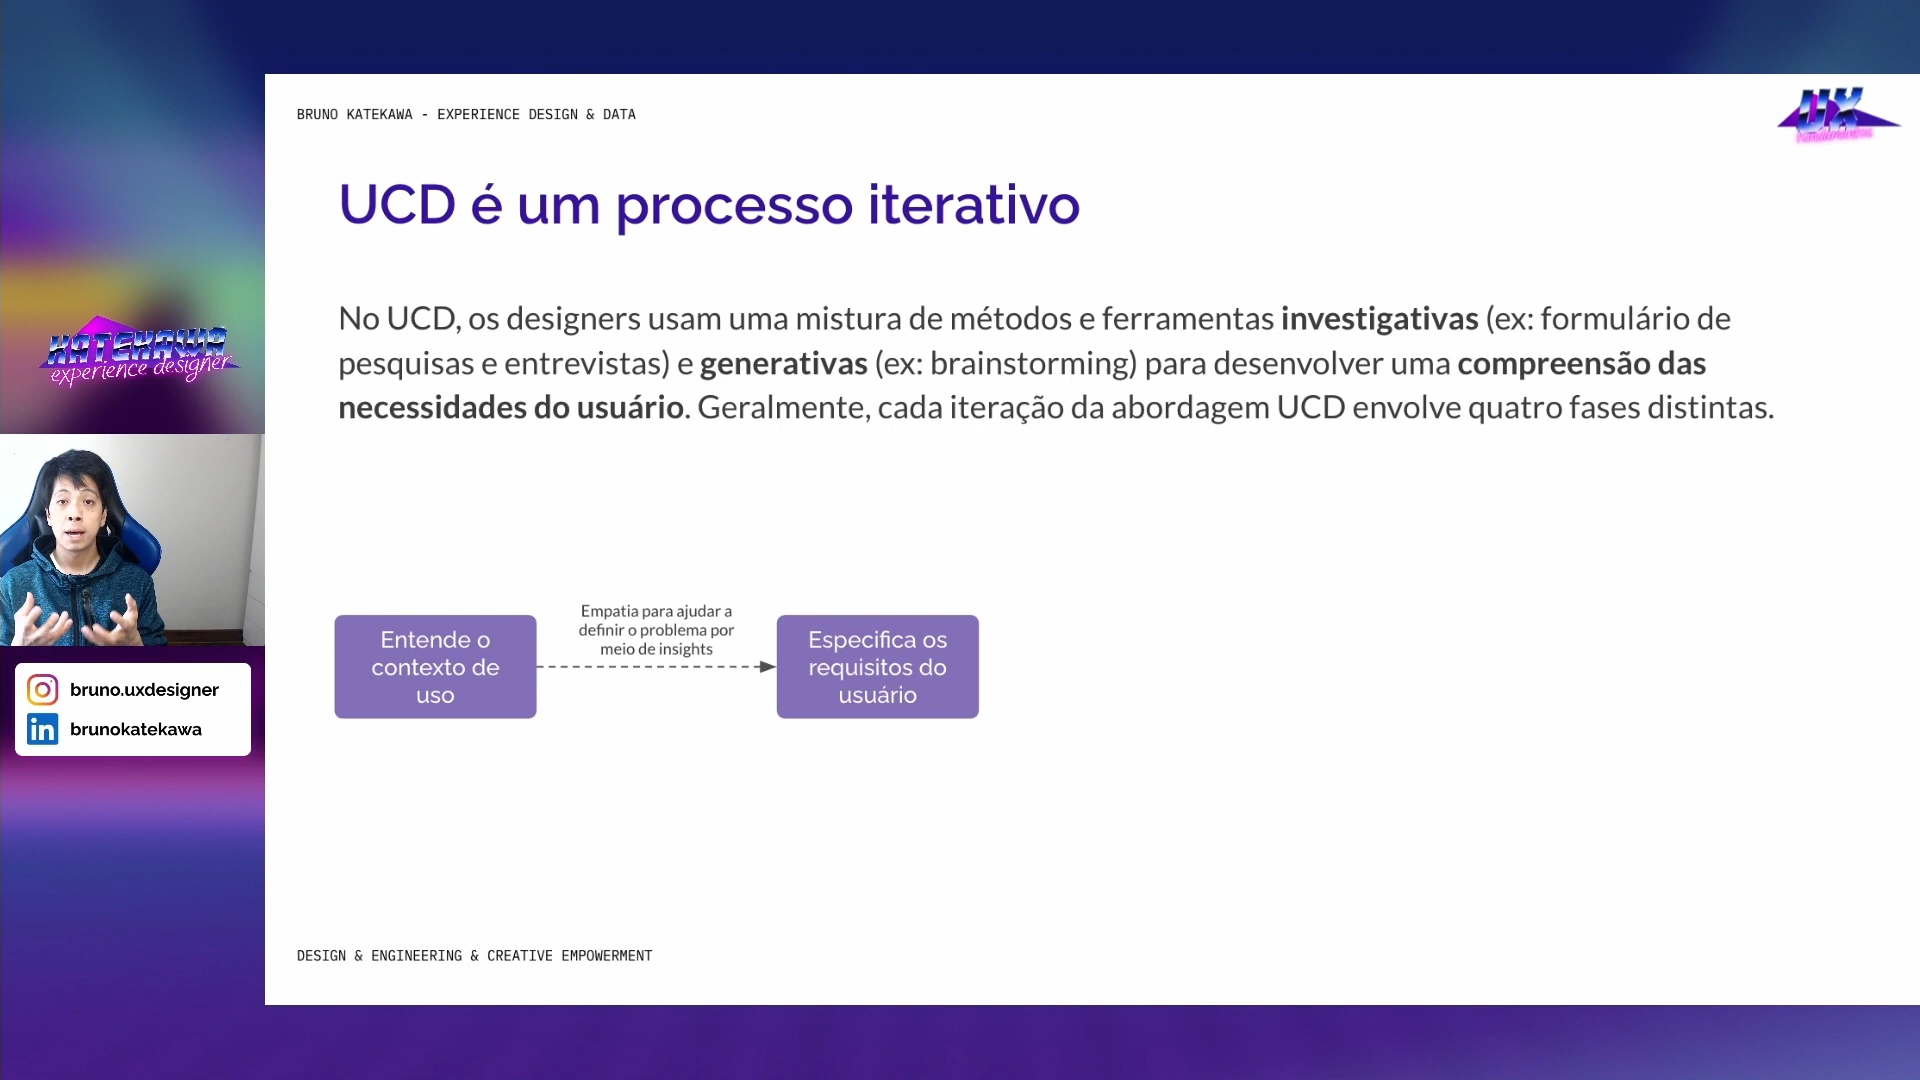 BRUNO KATEKAWA - EXPERIENCE DESIGN & DATA
UX
UCD é um processo iterativo
No UCD, os designers usam uma mistura de métodos e ferramentas investigativas (ex: formulário de
pesquisas e entrevistas) e generativas (ex: brainstorming) para desenvolver uma compreensão das
necessidades do usuário. Geralmente, cada iteração da abordagem UCD envolve quatro fases distintas.
KATEKAWA
experience designer
Entende o
contexto de
uso
Empatia para ajudar a
definir o problema por
meio de insights
Especifica os
requisitos do
usuário
bruno.uxdesigner
in
brunokatekawa
DESIGN & ENGINEERING & CREATIVE EMPOWERMENT